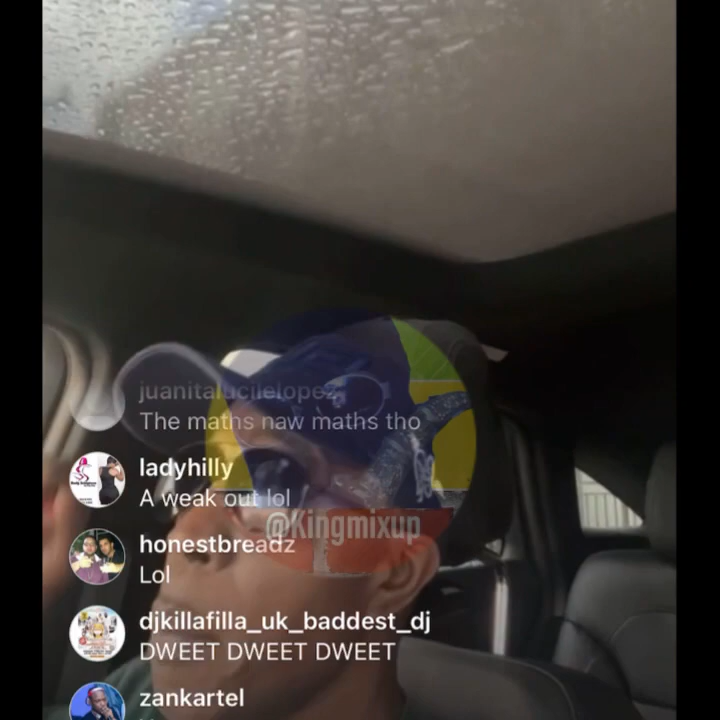 juanitalucilelopez
The maths naw maths tho
ladyhilly
A weak out lol
@Kingmixup
honestbreadz
Lol
djkillafilla_uk_baddest_dj
DWEET DWEET DWEET
zankartel